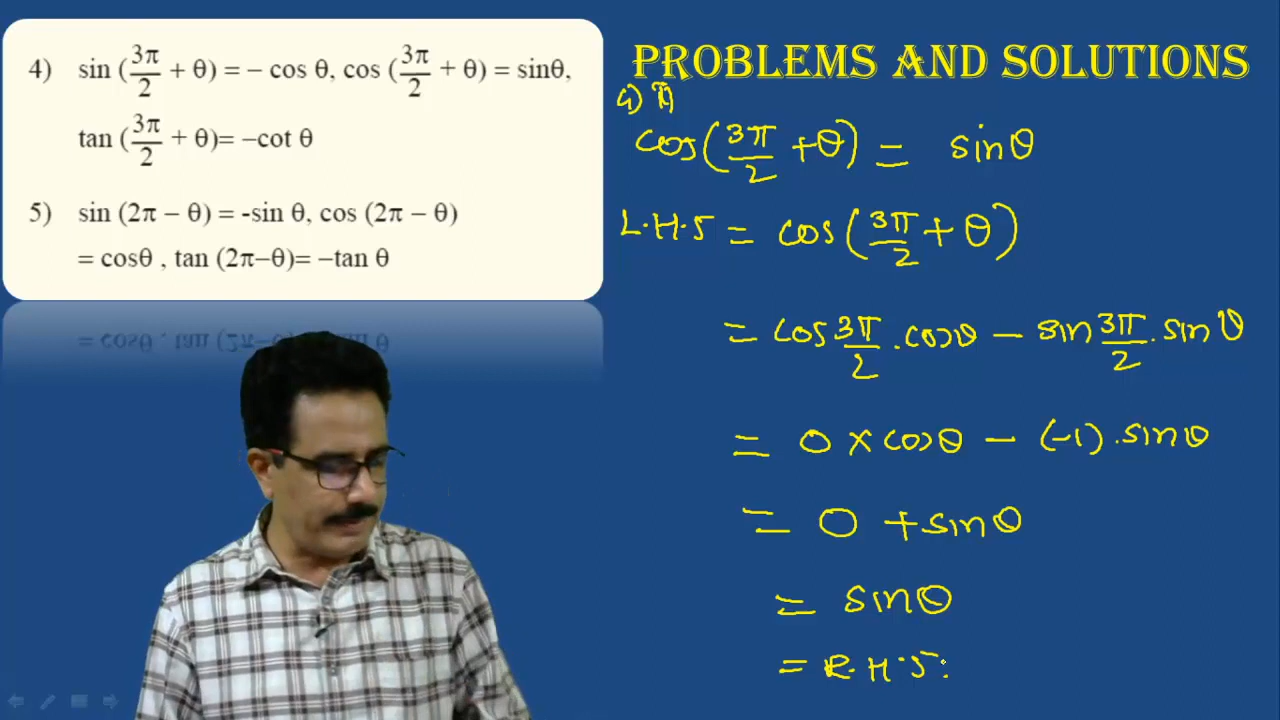 4) sin (3π/2 + θ) = – cos θ, cos (3π/2 + θ) = sinθ,
tan (3π/2 + θ)= –cot θ
5) sin (2π – θ) = -sin θ, cos (2π – θ)
= cosθ , tan (2π–θ)= –tan θ
PROBLEMS AND SOLUTIONS
cos(3π/2 +θ) = sinθ
L.H.S = cos(3π/2 + θ)
= cos 3π/2 . cosθ – sin 3π/2 . sin θ
= 0 × cosθ – (-1) . sinθ
= 0 + sinθ
= sinθ
= R.H.S.